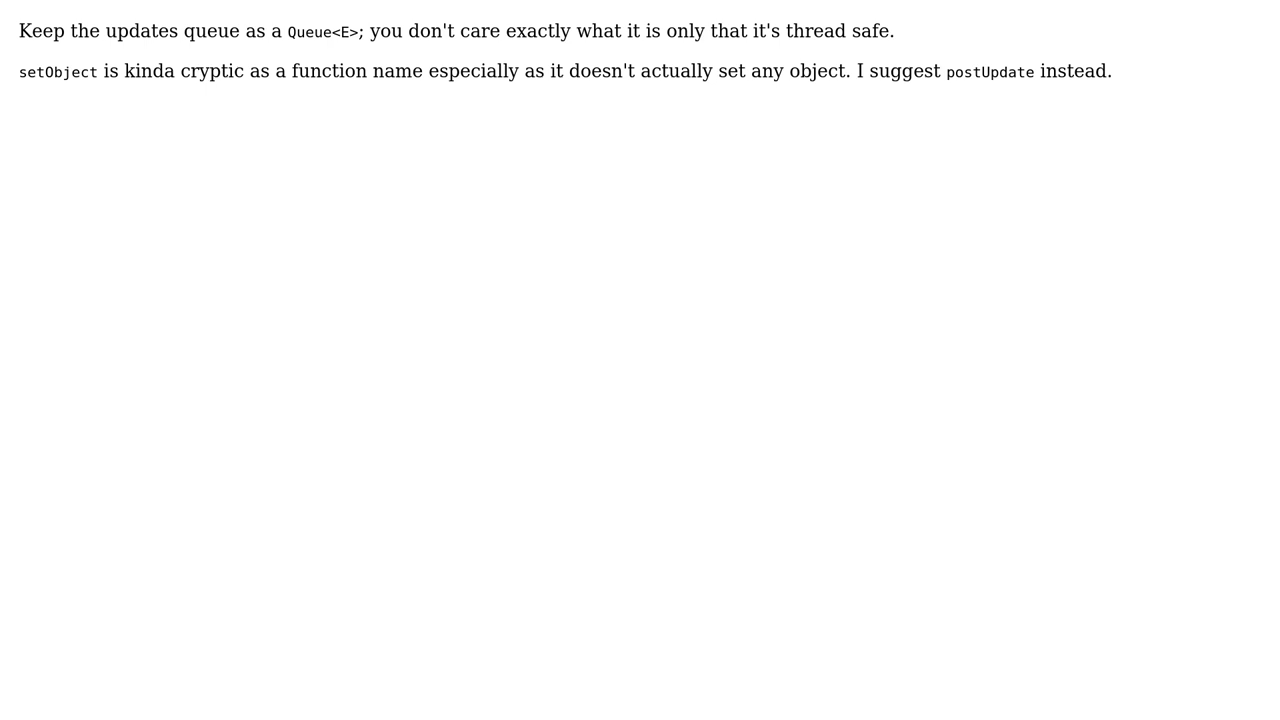 Keep the updates queue as a Queue<E>; you don't care exactly what it is only that it's thread safe.
setObject is kinda cryptic as a function name especially as it doesn't actually set any object. I suggest postUpdate instead.